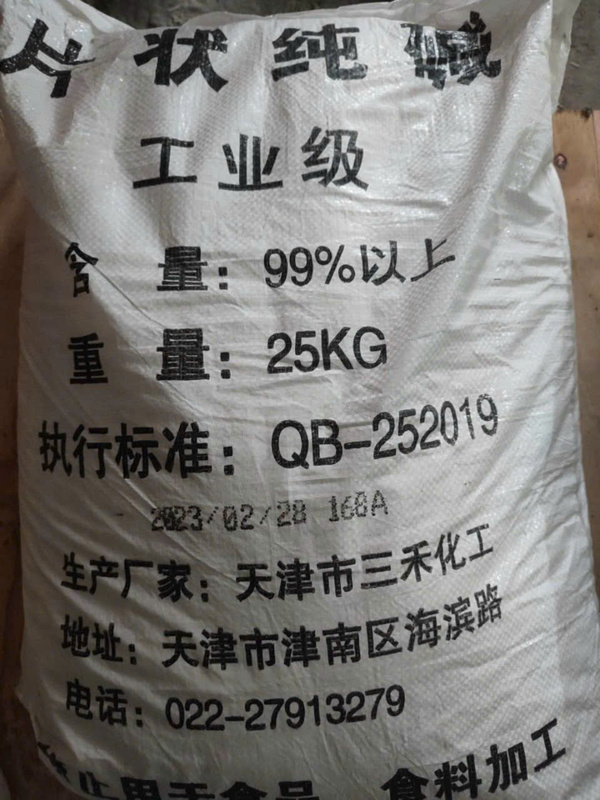 片状纯碱
工业级
含 量：99%以上
重 量：25KG
执行标准：QB-252019
2023/02/28 168A
生产厂家：天津市三禾化工
地址：天津市津南区海滨路
电话：022-27913279
禁止用于食品、食料加工